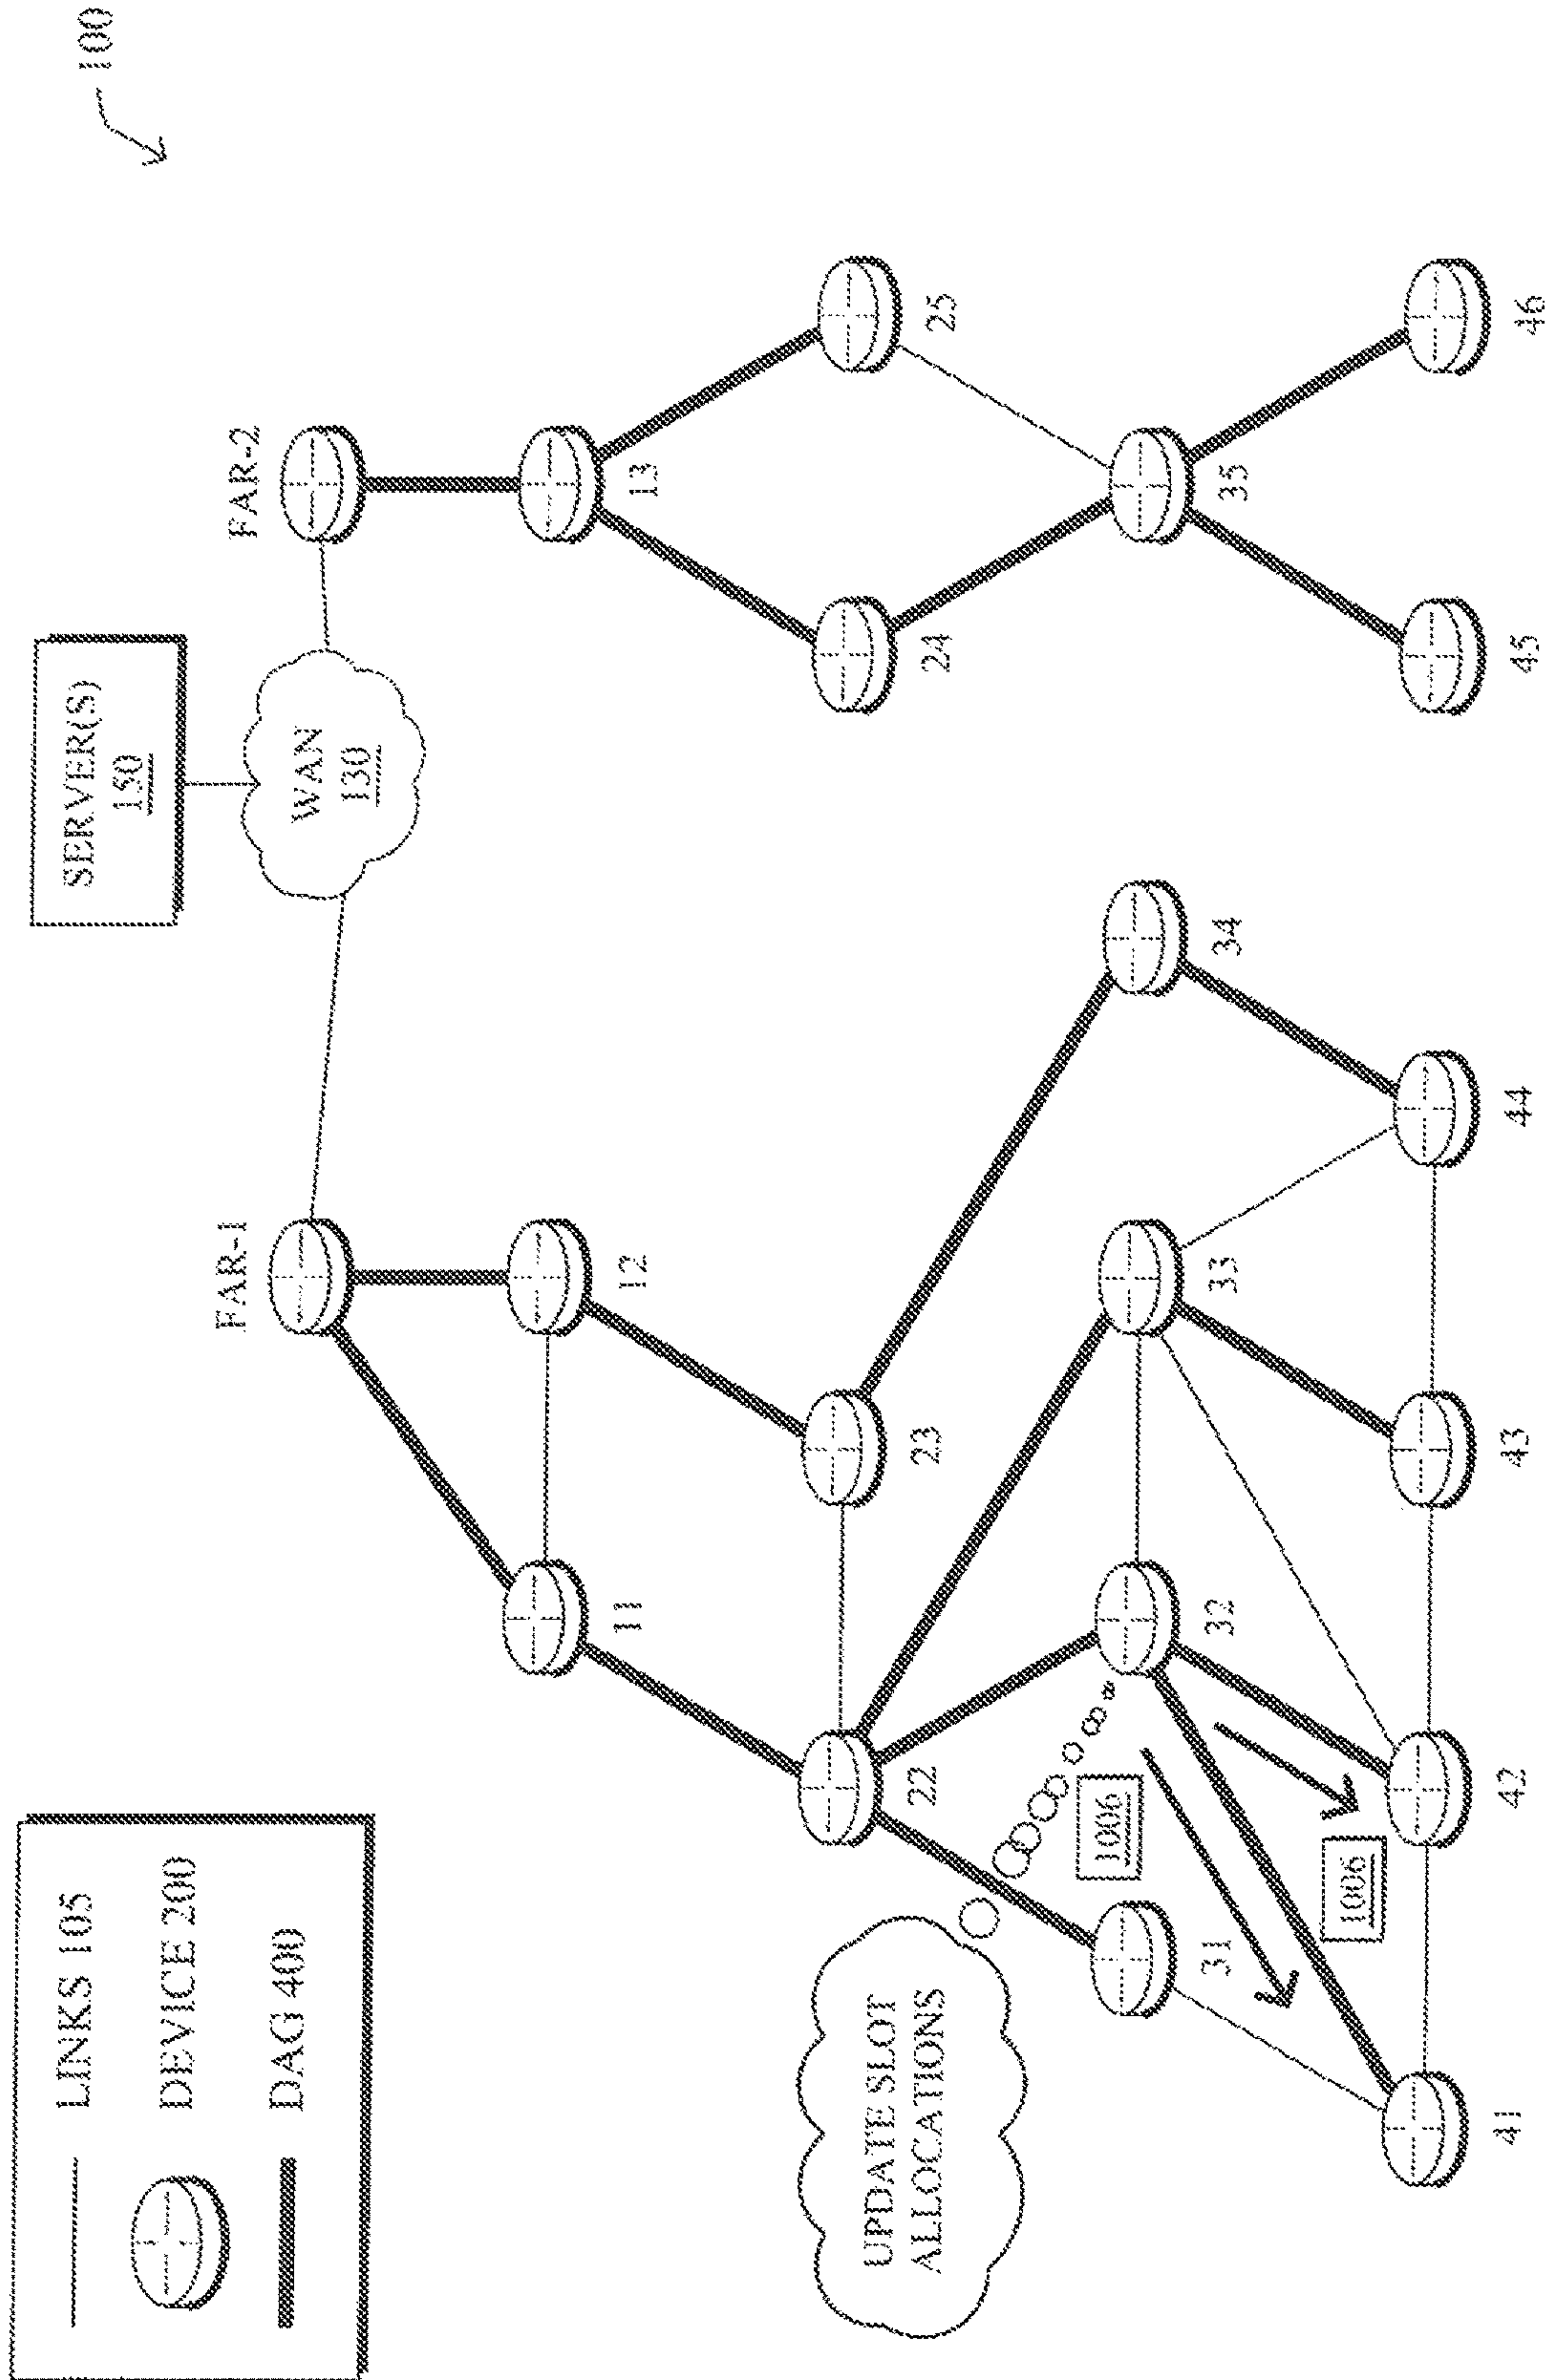 100
LINKS 105
DEVICE 200
DAG 400
SERVER(S)
150
WAN
130
FAR-1
FAR-2
11
12
13
22
23
24
25
UPDATE SLOT
ALLOCATIONS
31
32
33
34
35
1006
1006
41
42
43
44
45
46